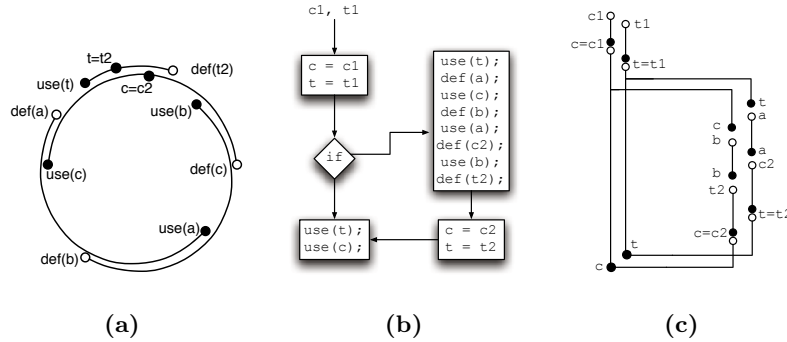 t=t2
def(t2)
use(t)
c=c2
def(a)
use(b)
use(c)
def(c)
use(a)
def(b)
(a)
c1, t1
c = c1
t = t1
if
use(t);
def(a);
use(c);
def(b);
use(a);
def(c2);
use(b);
def(t2);
use(t);
use(c);
c = c2
t = t2
(b)
c1
t1
c=c1
t=t1
t
a
c
b
a
c2
b
t2
t=t2
c=c2
t
c
(c)